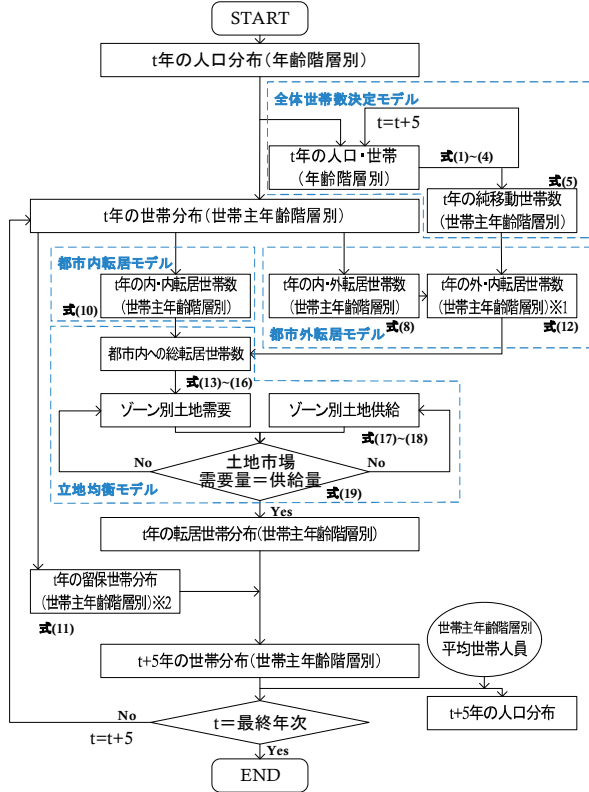 START
t年の人口分布(年齢階層別)
全体世帯数決定モデル
t=t+5
t年の人口・世帯
(年齢階層別)
式(1)~(4)
式(5)
t年の純移動世帯数
(世帯主年齢階層別)
t年の世帯分布(世帯主年齢階層別)
都市内転居モデル
t年の内・内転居世帯数
(世帯主年齢階層別)
式(10)
t年の内・外転居世帯数
(世帯主年齢階層別)
式(8)
t年の外・内転居世帯数
(世帯主年齢階層別)※1
式(12)
都市外転居モデル
都市内への総転居世帯数
式(13)~(16)
ゾーン別土地需要
ゾーン別土地供給
式(17)~(18)
No
土地市場
需要量=供給量
No
式(19)
立地均衡モデル
Yes
t年の転居世帯分布(世帯主年齢階層別)
t年の留保世帯分布
(世帯主年齢階層別)※2
式(11)
世帯主年齢階層別
平均世帯人員
t+5年の世帯分布(世帯主年齢階層別)
t+5年の人口分布
No
t=最終年次
t=t+5
Yes
END